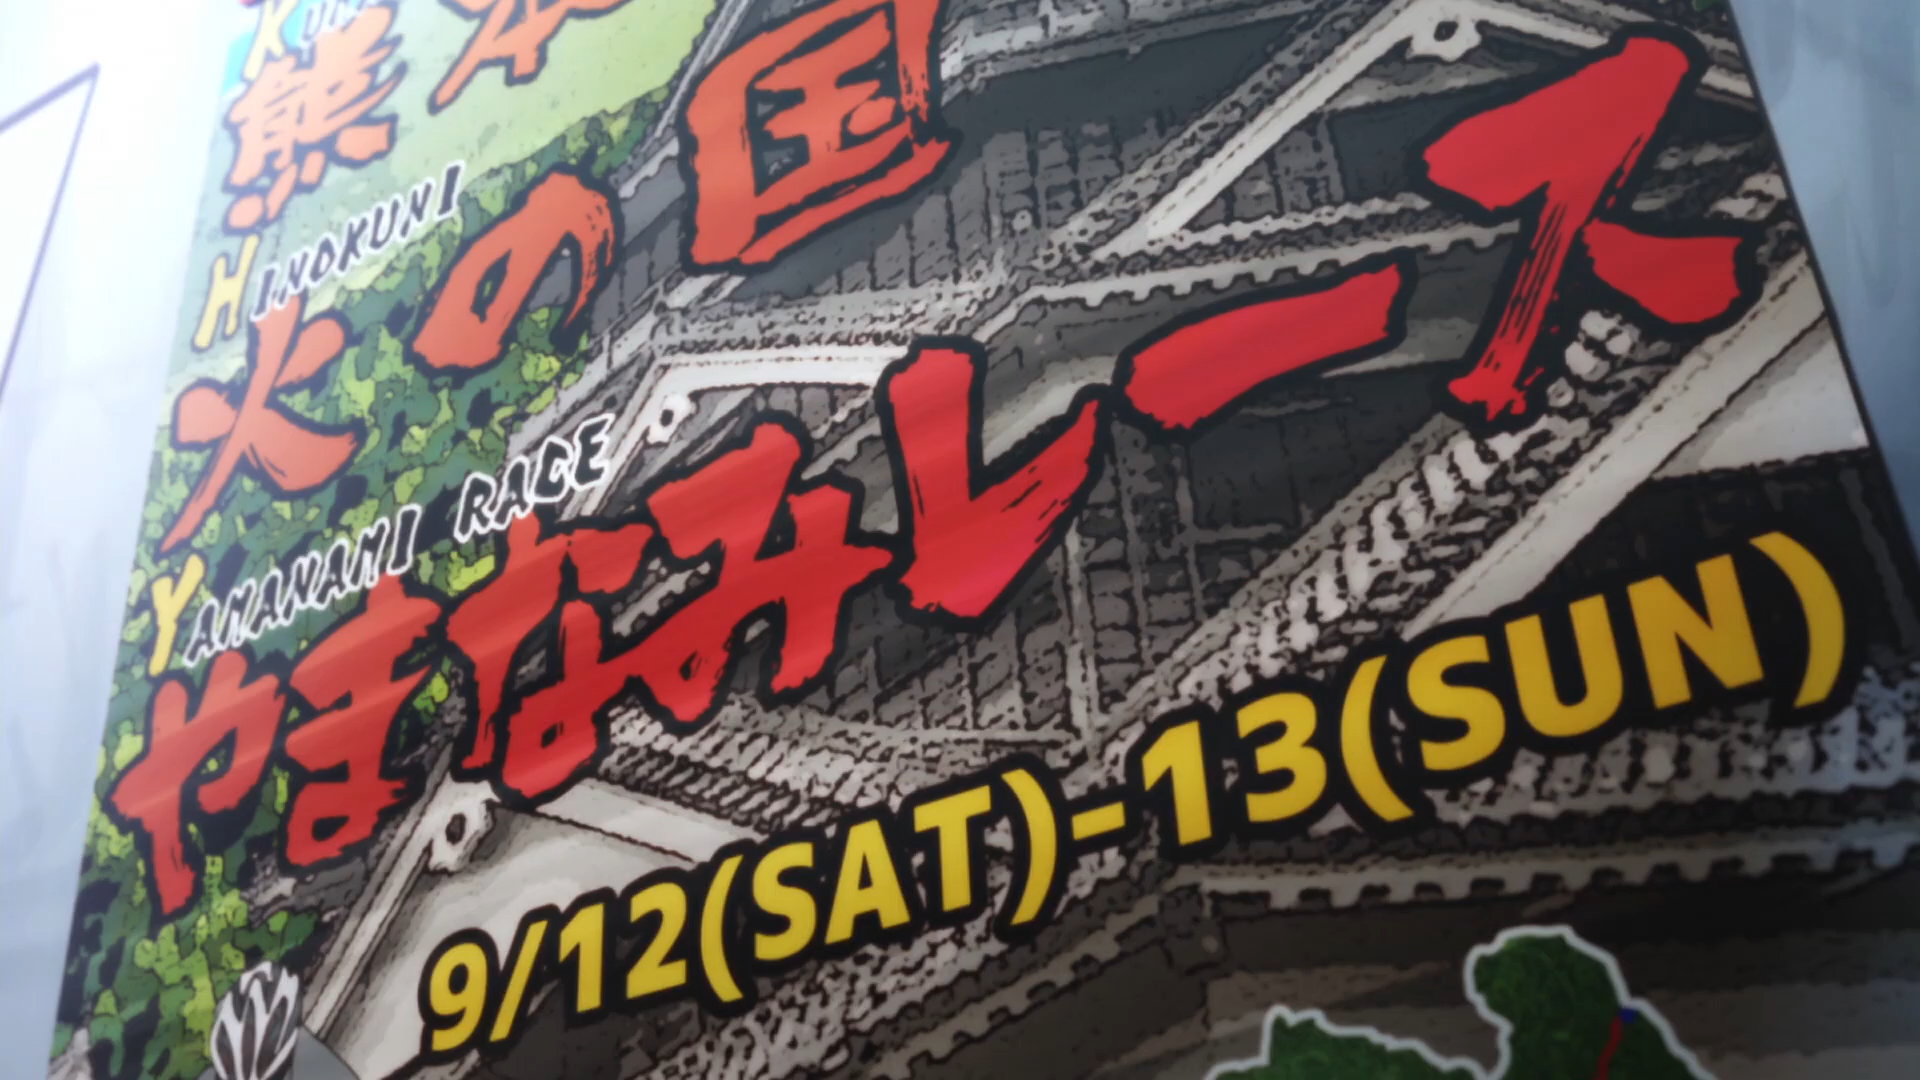 熊本
HINOKUNI
火の国
YAMANAMI RACE
やまなみレース
9/12(SAT)-13(SUN)